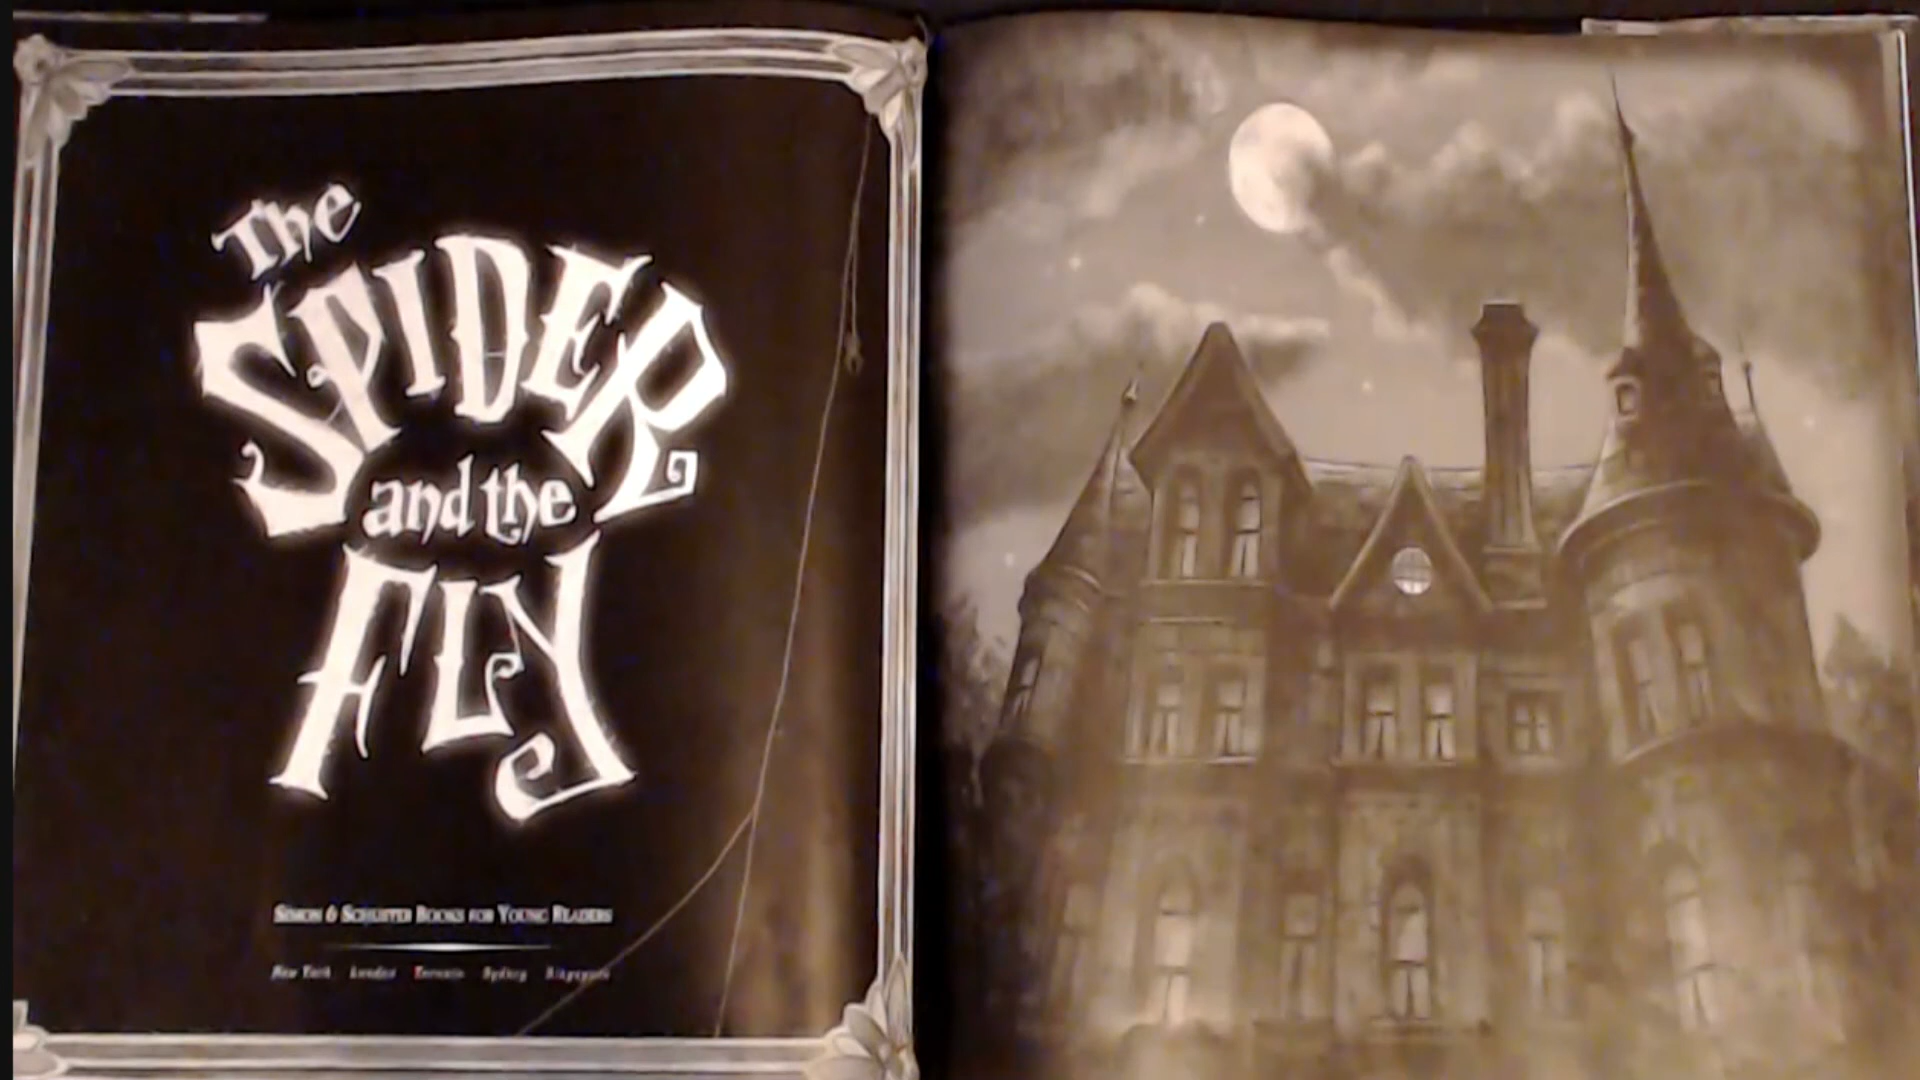 The
SPIDER
and the
FLY
SIMON & SCHUSTER BOOKS FOR YOUNG READERS
New York London Toronto Sydney Singapore